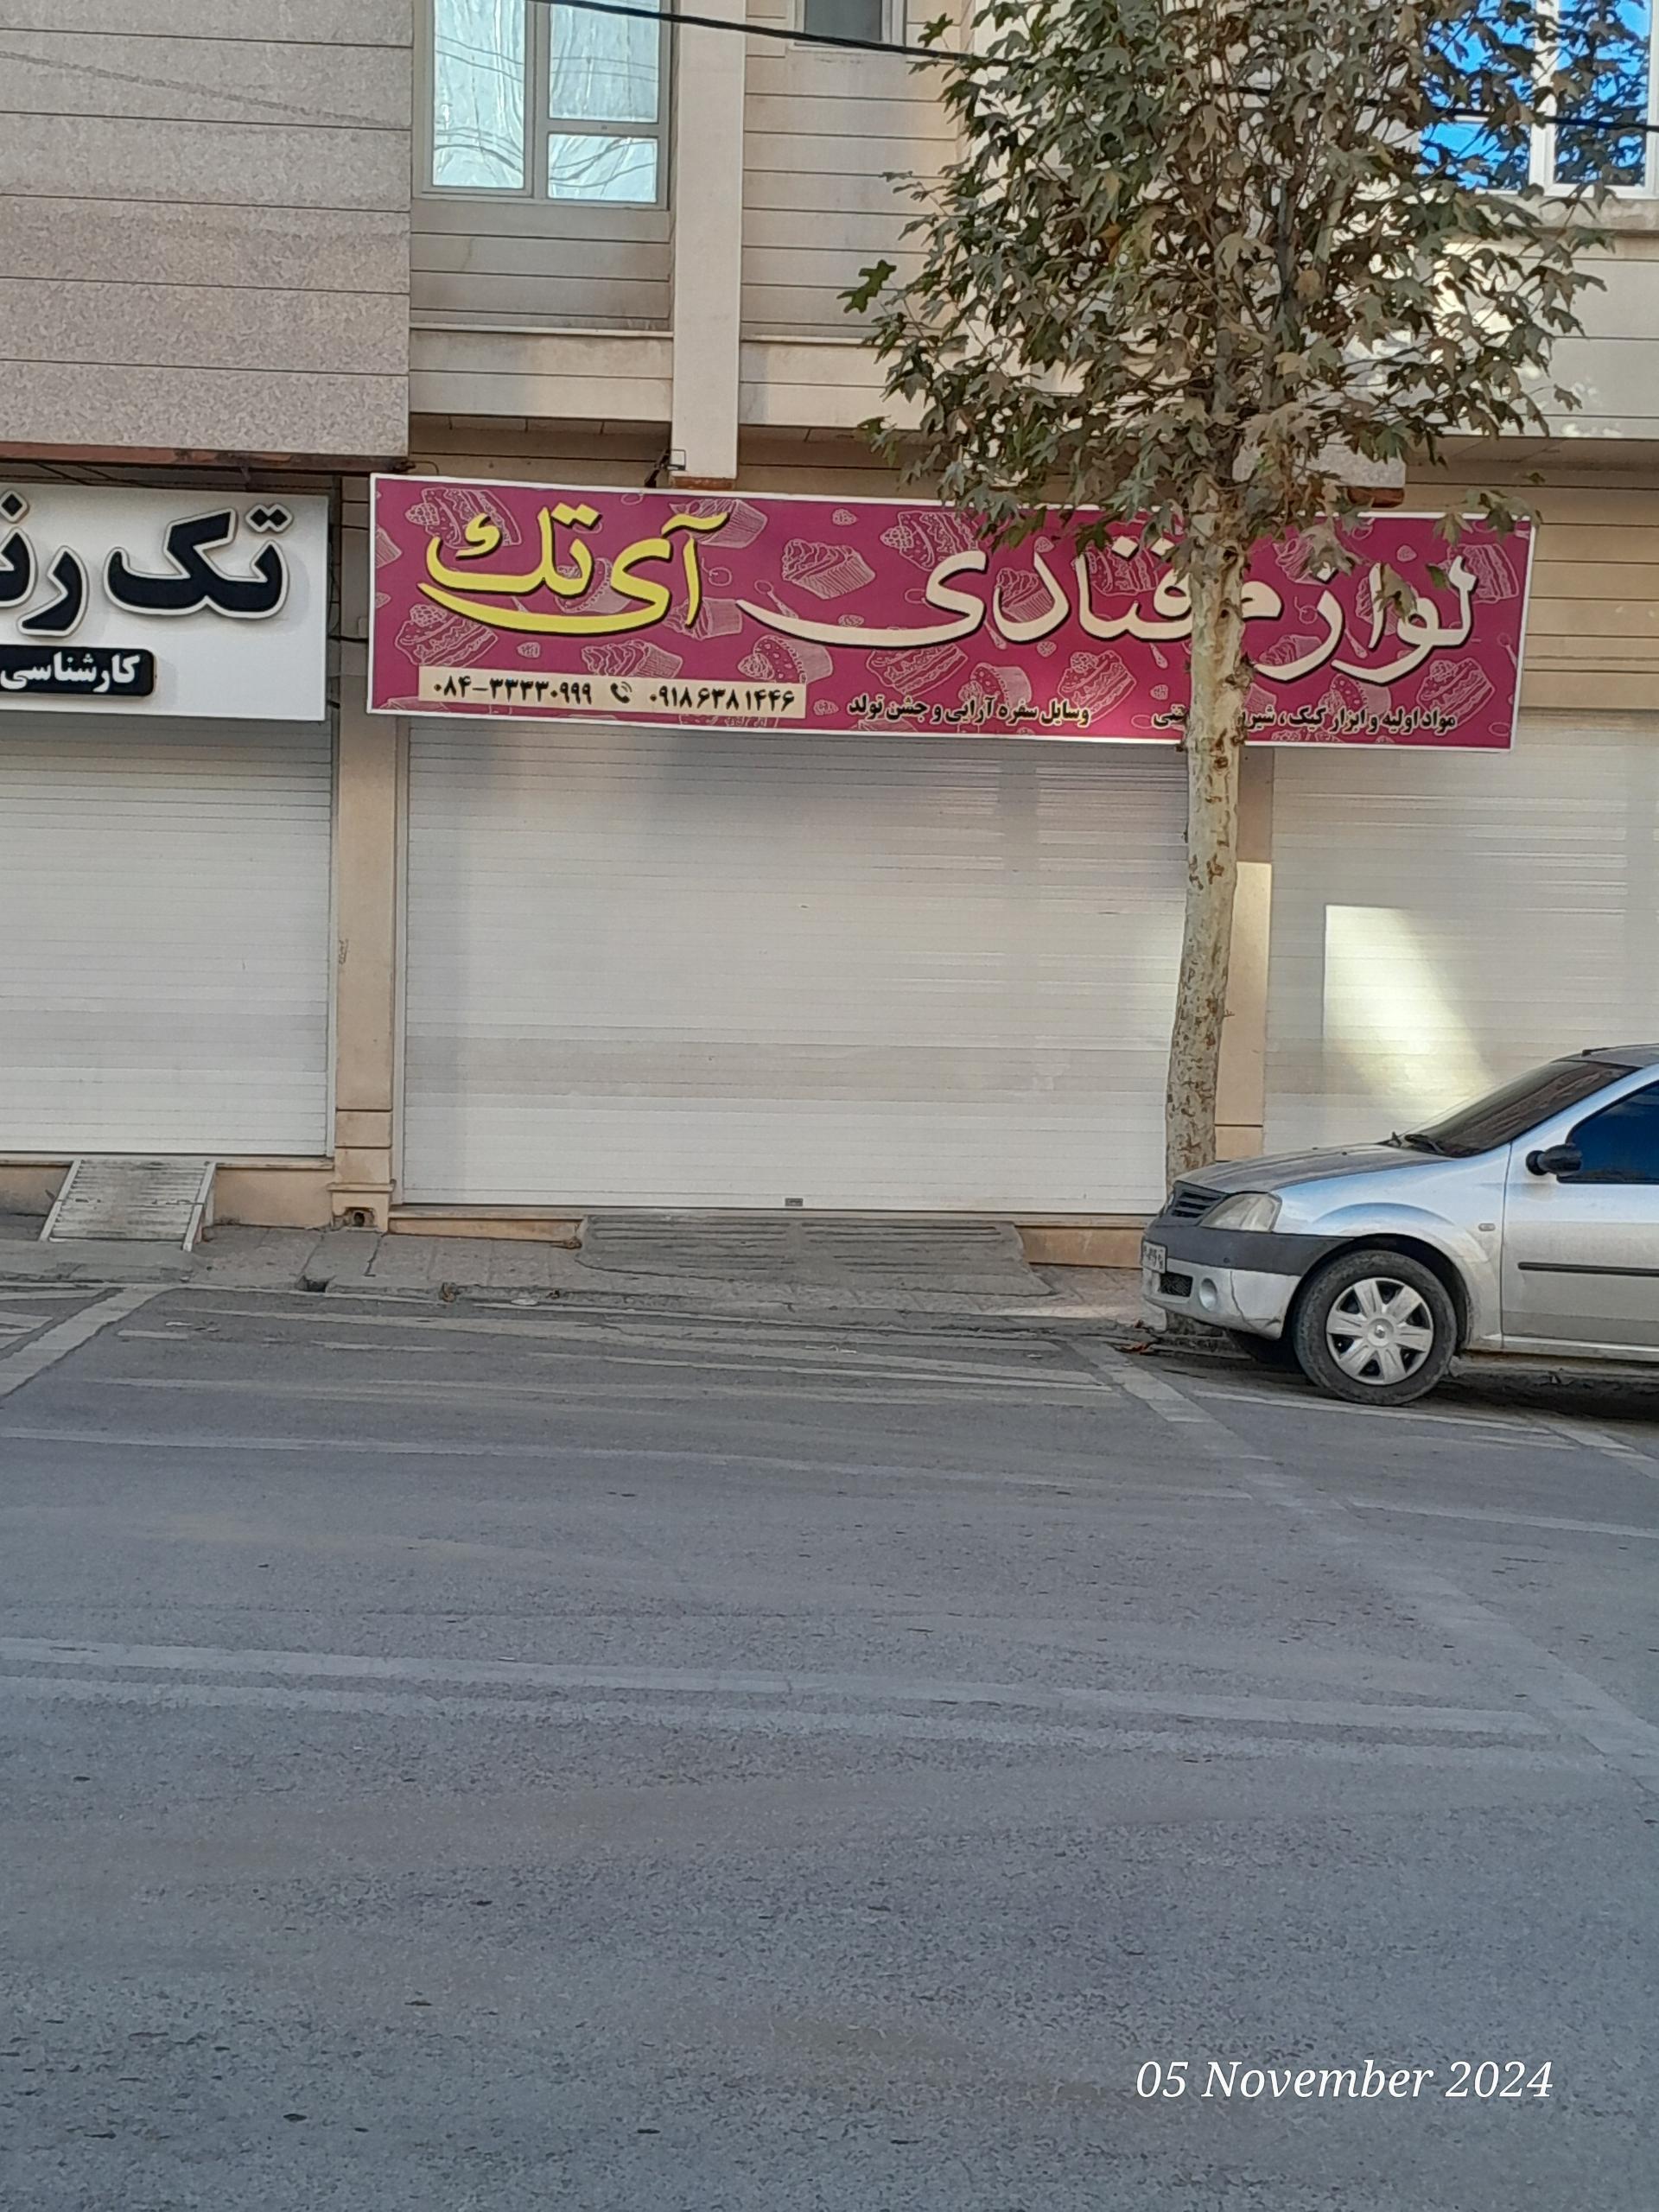 لوازم قنادی آی تک
مواد اولیه و ابزار کیک ، شیر
وسایل سفره آرایی و جشن تولد
۰۹۱۸۶۳۸۱۴۴۶
۰۸۴-۳۳۳۳۰۹۹۹
تک
کارشناسی
05 November 2024